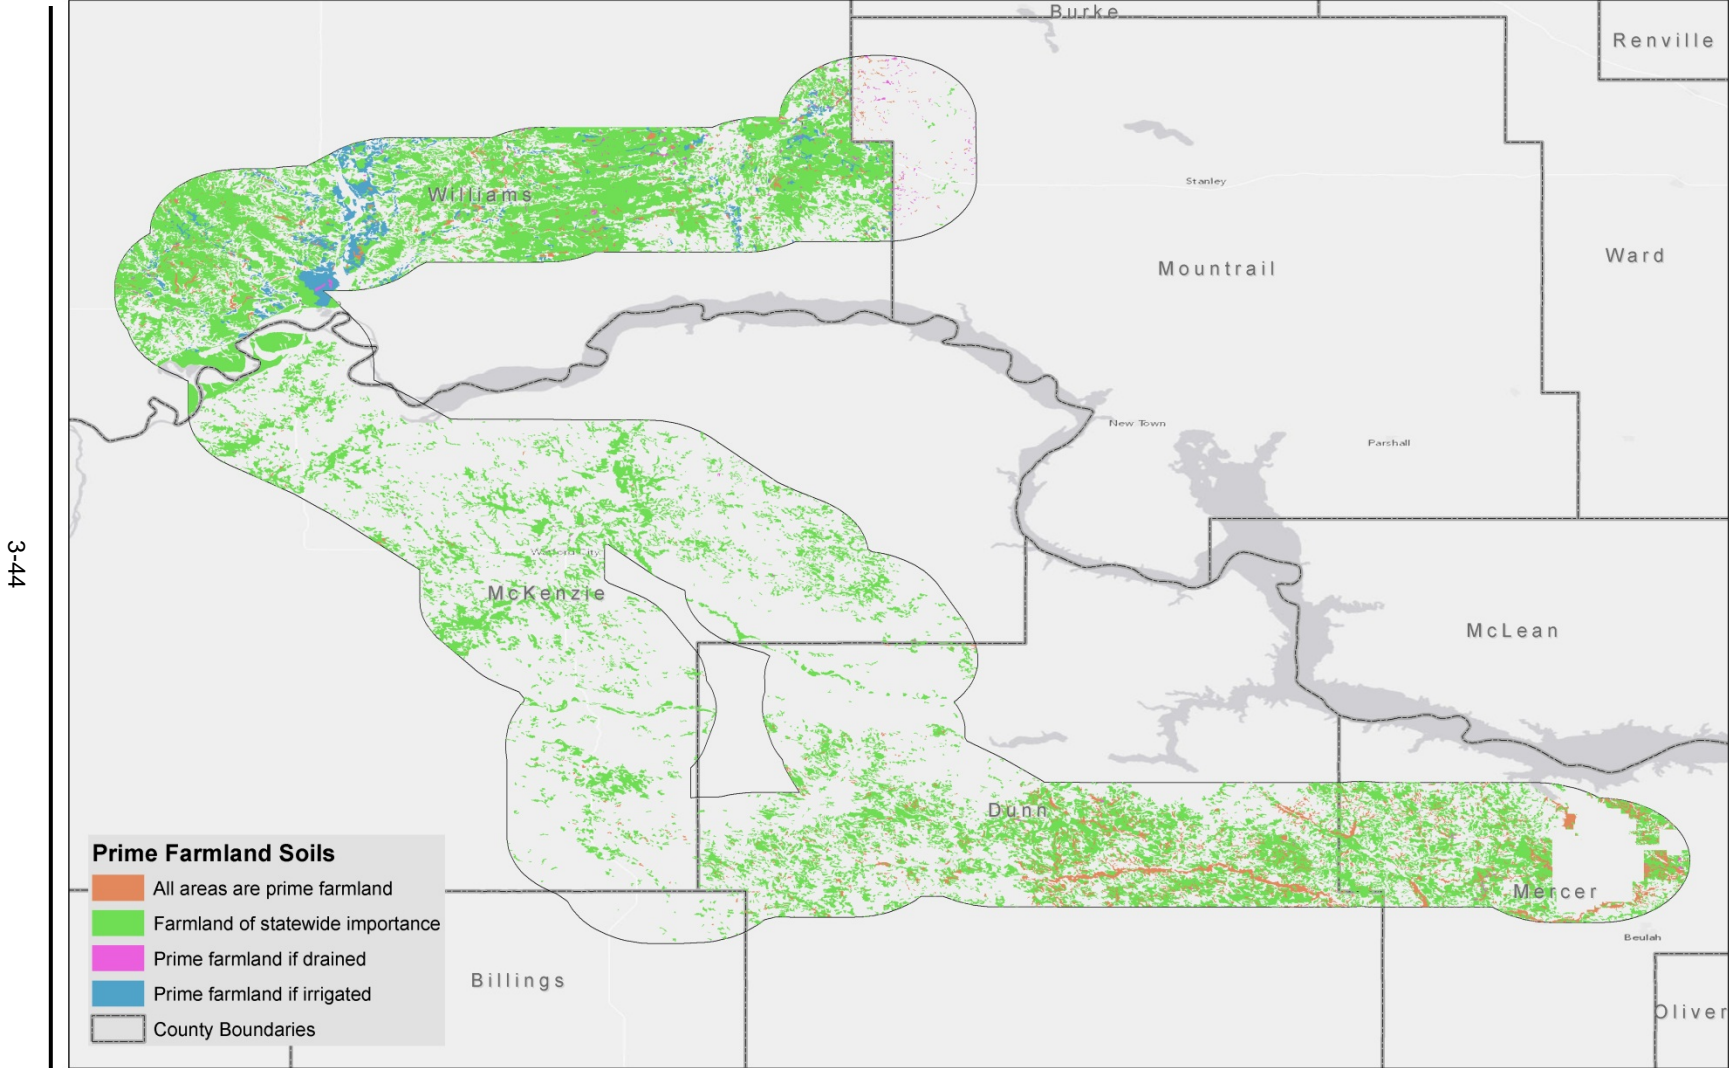 Burke
Renville
Williams
Stanley
Ward
Mountrail
New Town
Parshall
3-44
Watford City
McKenzie
McLean
Dunn
Prime Farmland Soils
All areas are prime farmland
Farmland of statewide importance
Prime farmland if drained
Prime farmland if irrigated
County Boundaries
Mercer
Beulah
Billings
Oliver